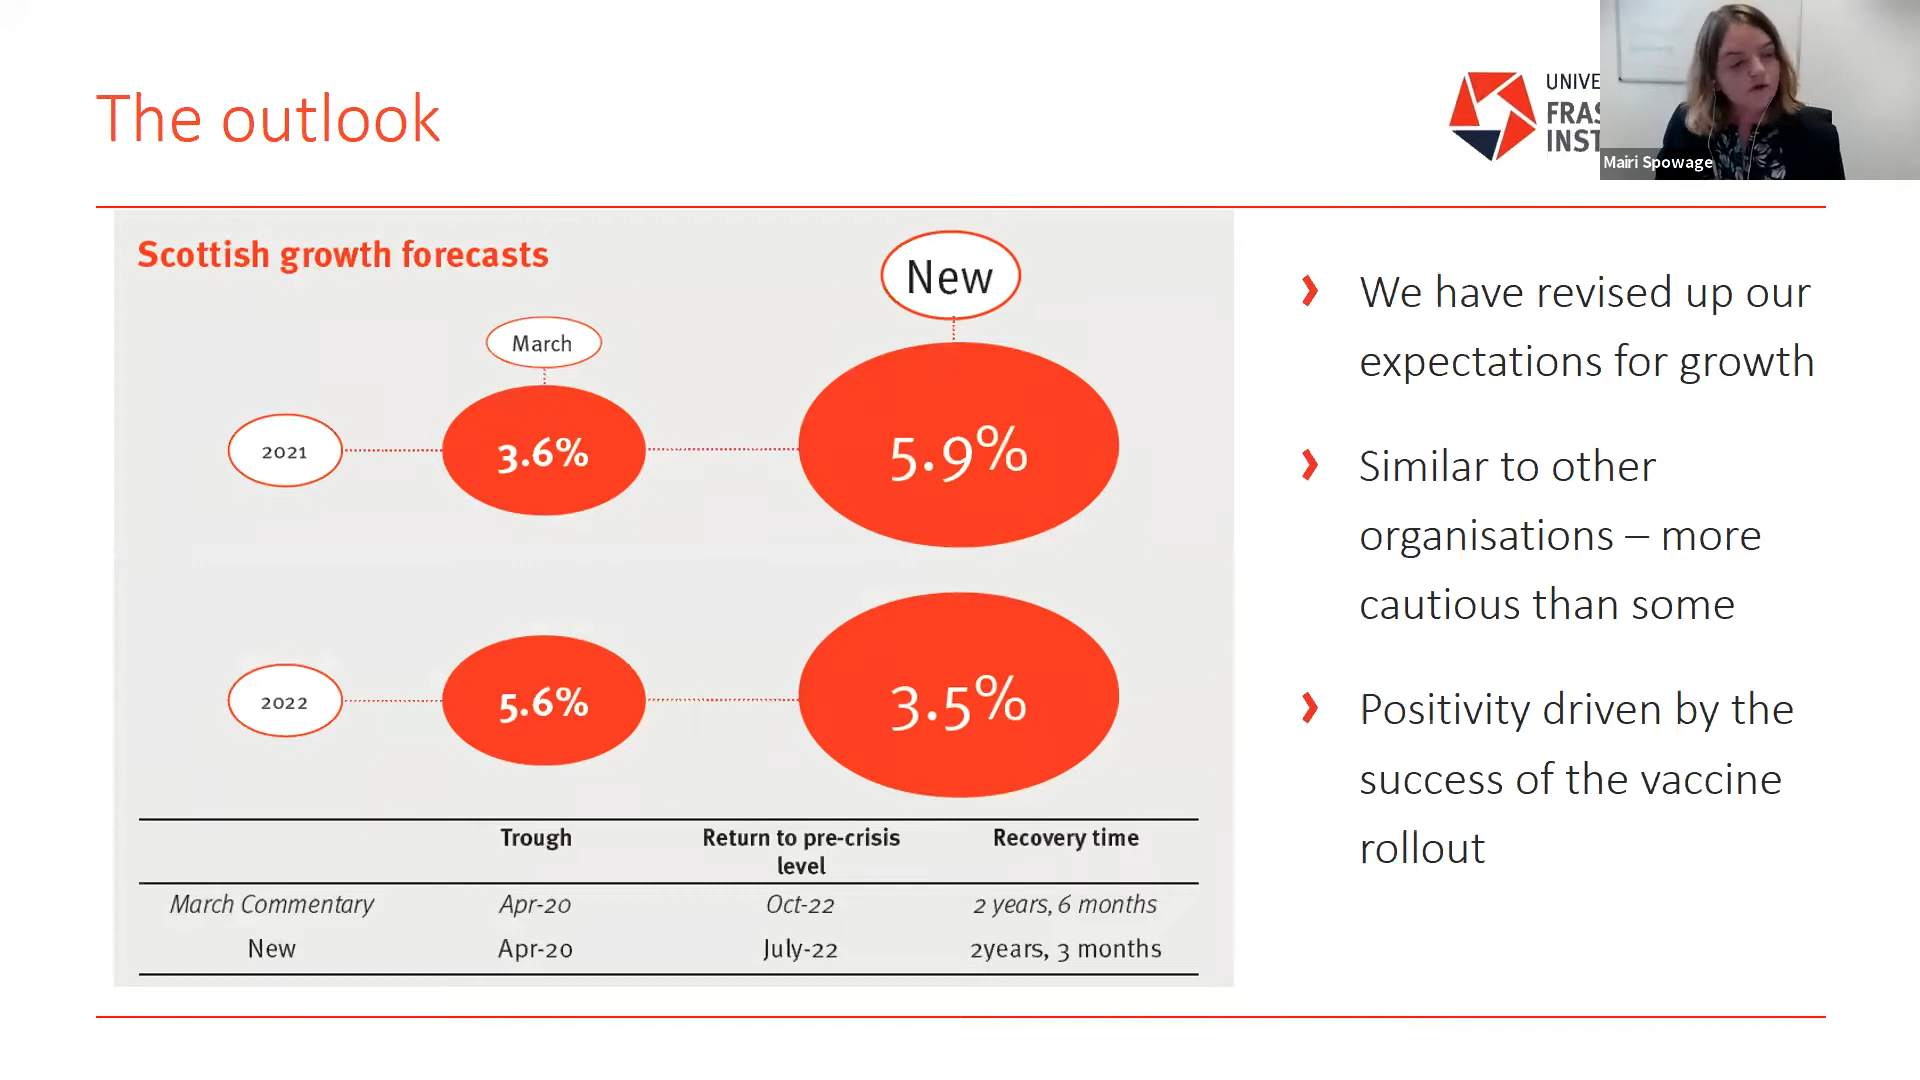 The outlook
UNIVE
FRAS
INST
Mairi Spowage
Scottish growth forecasts
New
March
2021
3.6%
5.9%
2022
5.6%
3.5%
Trough Return to pre-crisis level Recovery time
March Commentary Apr-20 Oct-22 2 years, 6 months
New Apr-20 July-22 2years, 3 months
We have revised up our
expectations for growth
Similar to other
organisations – more
cautious than some
Positivity driven by the
success of the vaccine
rollout